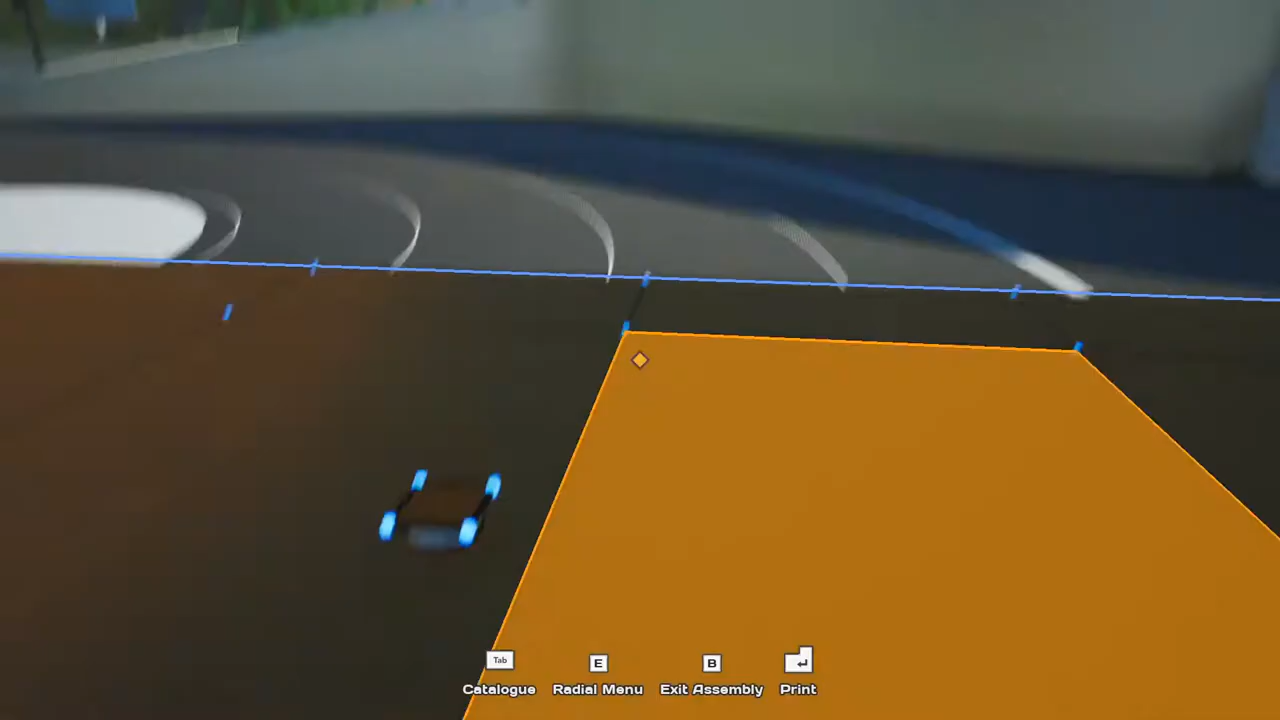 Tab
E
B
Catalogue
Radial Menu
Exit Assembly
Print